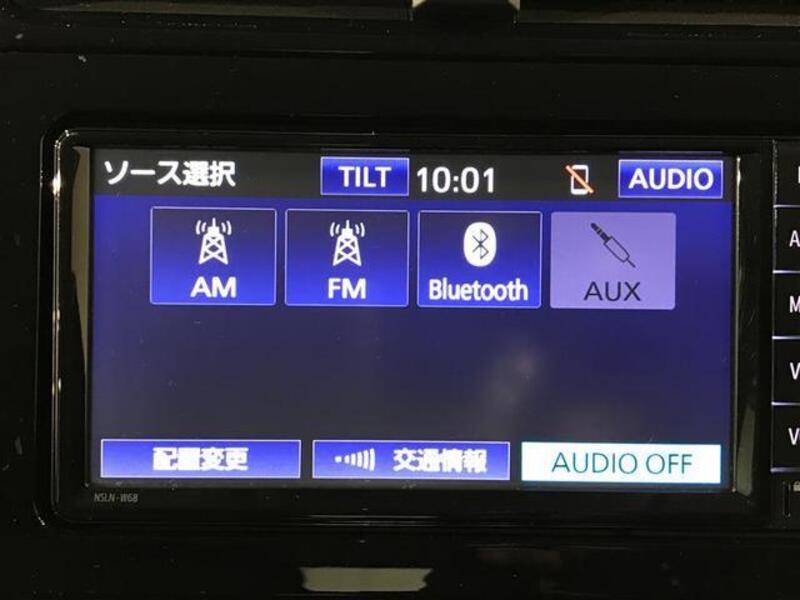 ソース選択 TILT 10:01 AUDIO
AM FM Bluetooth AUX
配置変更 交通情報 AUDIO OFF
NSLN-W68
A
M
V
V